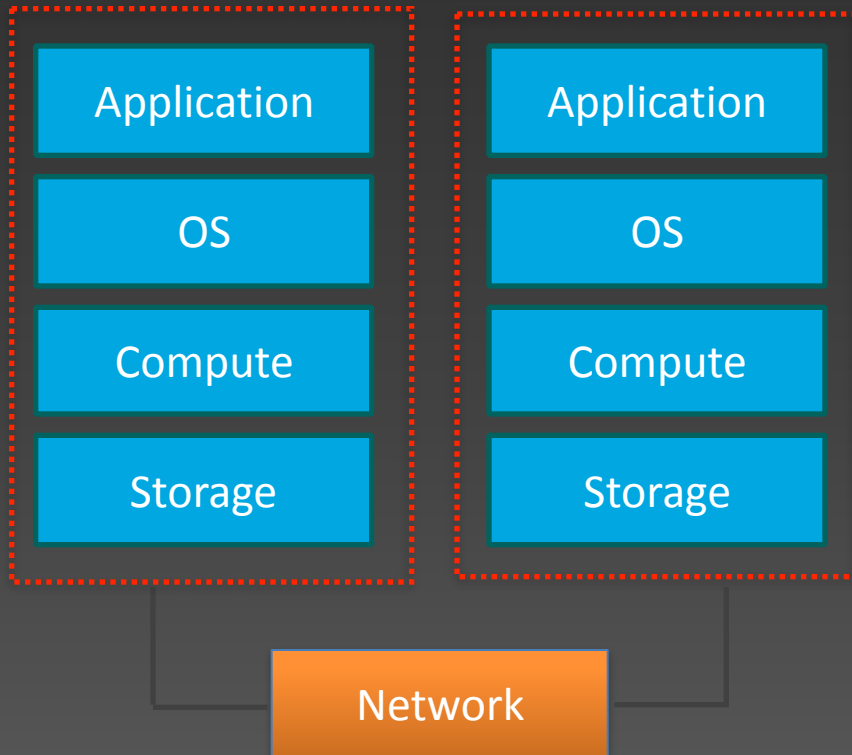 Application
OS
Compute
Storage
Application
OS
Compute
Storage
Network